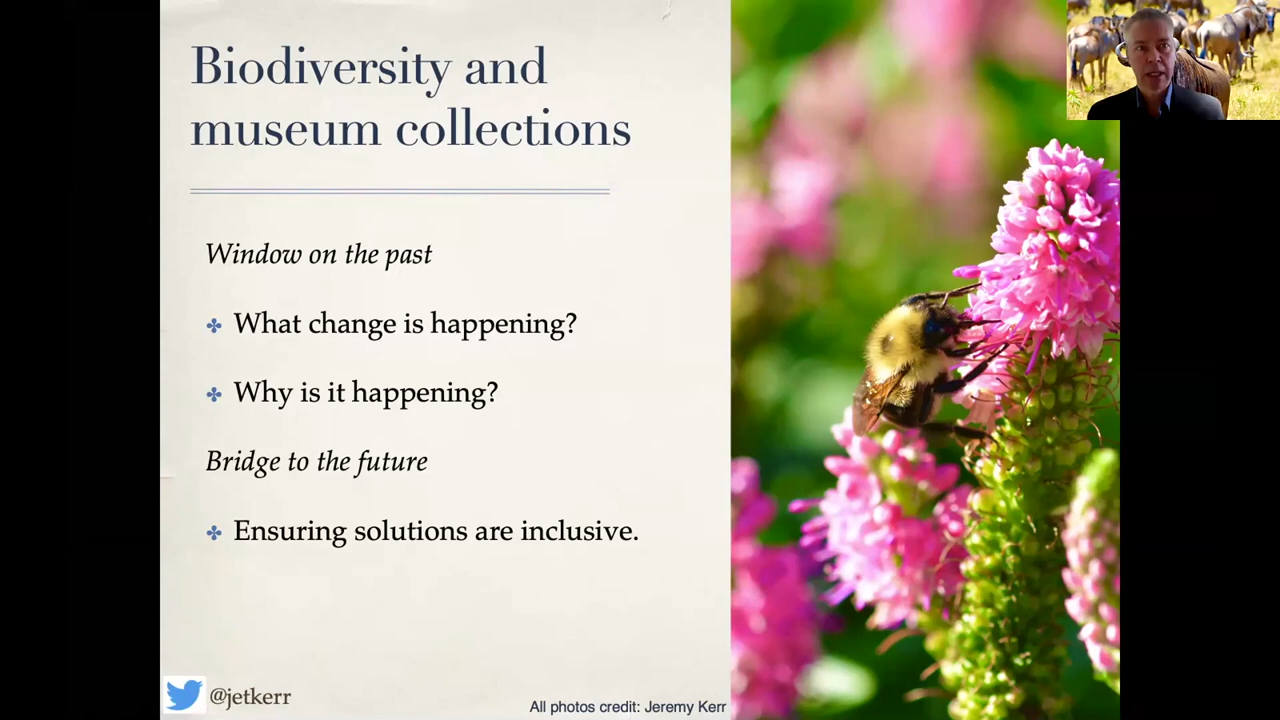 Biodiversity and
museum collections
Window on the past
What change is happening?
Why is it happening?
Bridge to the future
Ensuring solutions are inclusive.
@jetkerr
All photos credit: Jeremy Kerr